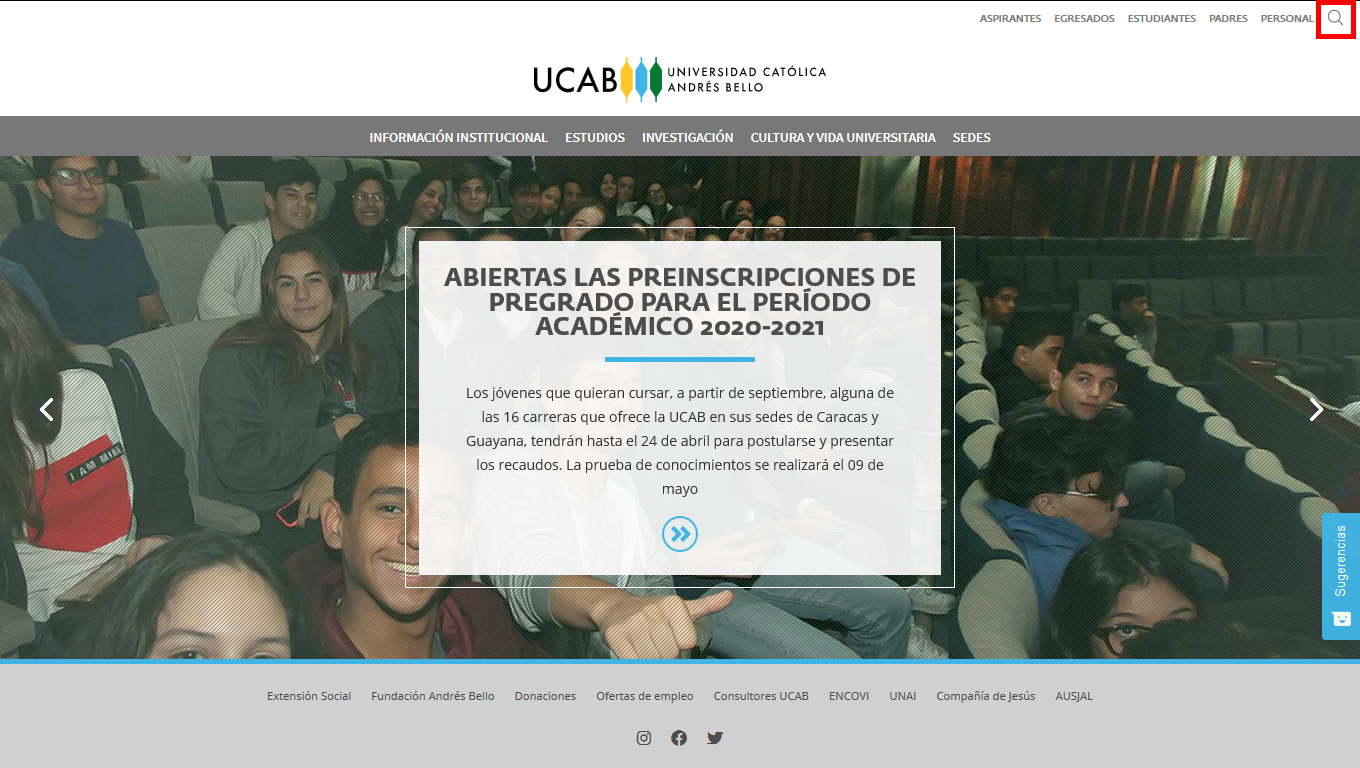 ASPIRANTES EGRESADOS ESTUDIANTES PADRES PERSONAL
UCAB UNIVERSIDAD CATÓLICA
ANDRÉS BELLO
INFORMACIÓN INSTITUCIONAL ESTUDIOS INVESTIGACIÓN CULTURA Y VIDA UNIVERSITARIA SEDES
ABIERTAS LAS PREINSCRIPCIONES DE
PREGRADO PARA EL PERÍODO
ACADÉMICO 2020-2021
Los jóvenes que quieran cursar, a partir de septiembre, alguna de
las 16 carreras que ofrece la UCAB en sus sedes de Caracas y
Guayana, tendrán hasta el 24 de abril para postularse y presentar
los recaudos. La prueba de conocimientos se realizará el 09 de
mayo
I AM MINE
Sugerencias
Extensión Social Fundación Andrés Bello Donaciones Ofertas de empleo Consultores UCAB ENCOVI UNAI Compañía de Jesús AUSJAL